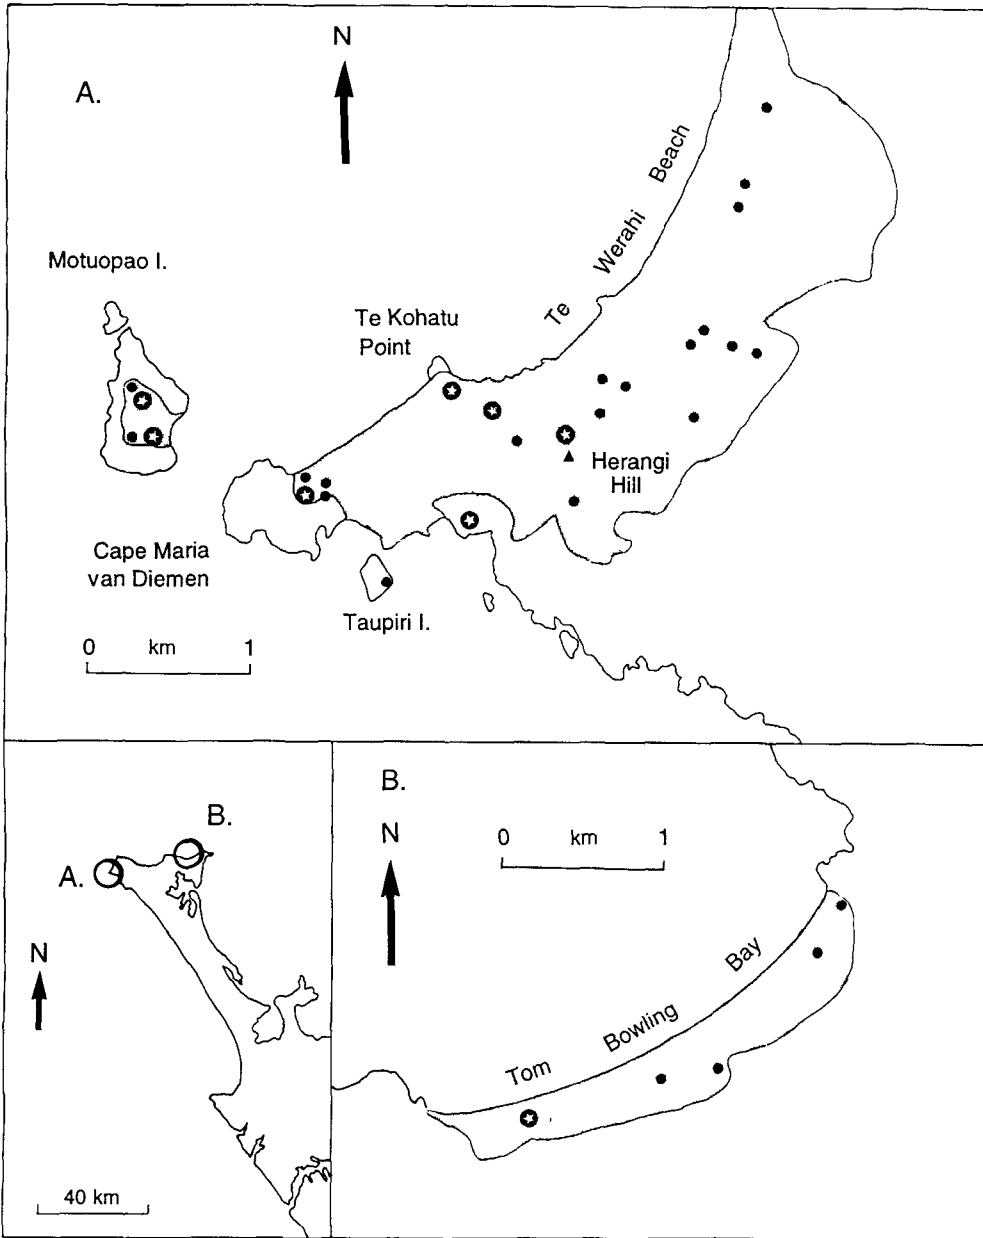 N
A.
Te Werahi Beach
Motuopao I.
Te Kohatu
Point
Herangi
Hill
Cape Maria
van Diemen
Taupiri I.
0 km 1
B.
A.
N
40 km
B.
N
0 km 1
Tom Bowling Bay